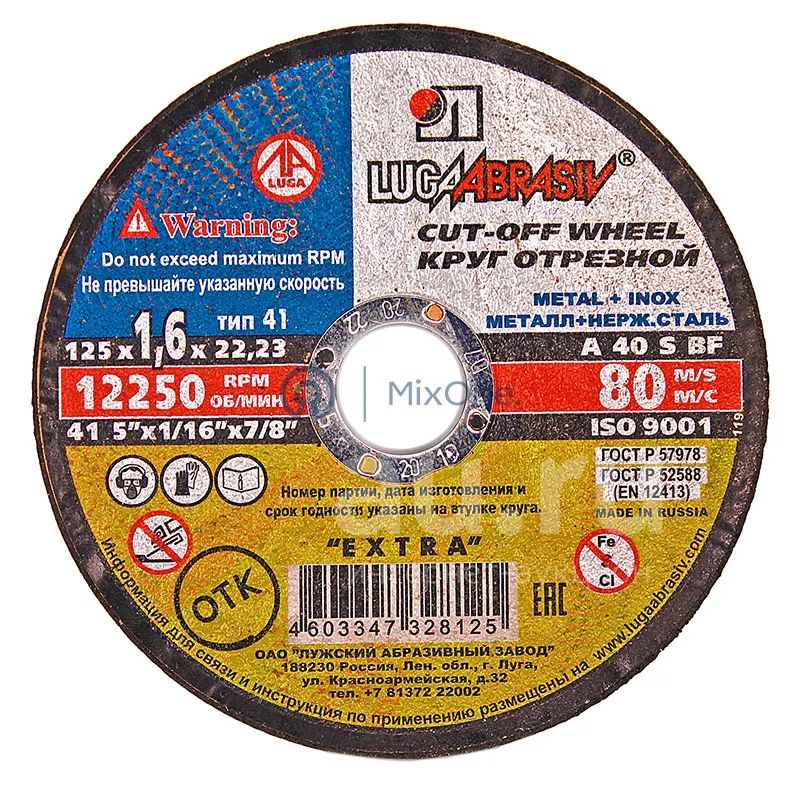 LUGA
LUGAABRASIV®
Warning:
CUT-OFF WHEEL
Do not exceed maximum RPM
КРУГ ОТРЕЗНОЙ
Не превышайте указанную скорость
METAL + INOX
тип 41
МЕТАЛЛ+НЕРЖ.СТАЛЬ
125 x 1,6 x 22,23
A 40 S BF
12250 RPM
ОБ/МИН
80 M/S
М/С
MixOne.
41 5"x1/16"x7/8"
ISO 9001
ГОСТ Р 57978
ГОСТ Р 52588
(EN 12413)
MADE IN RUSSIA
Номер партии, дата изготовления и
срок годности указаны на втулке круга.
"EXTRA"
Fe
S
Cl
ОТК
EAC
4 603347 328125
ОАО "ЛУЖСКИЙ АБРАЗИВНЫЙ ЗАВОД"
188230 Россия, Лен. обл., г. Луга,
ул. Красноармейская, д.32
тел. +7 81372 22002
Информация для связи и инструкция по применению размещены на www.lugaabrasiv.com